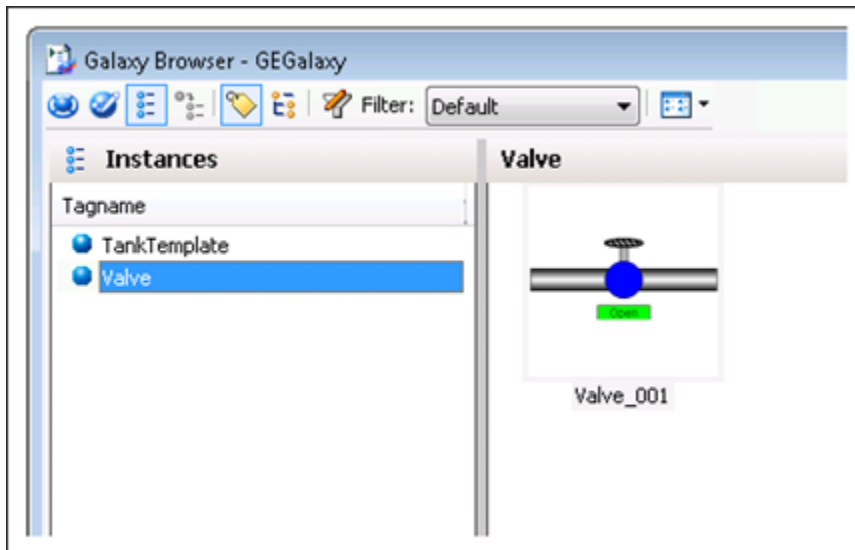 Galaxy Browser - GEGalaxy
Filter: Default
Instances
Valve
Tagname
TankTemplate
Valve
Open
Valve_001